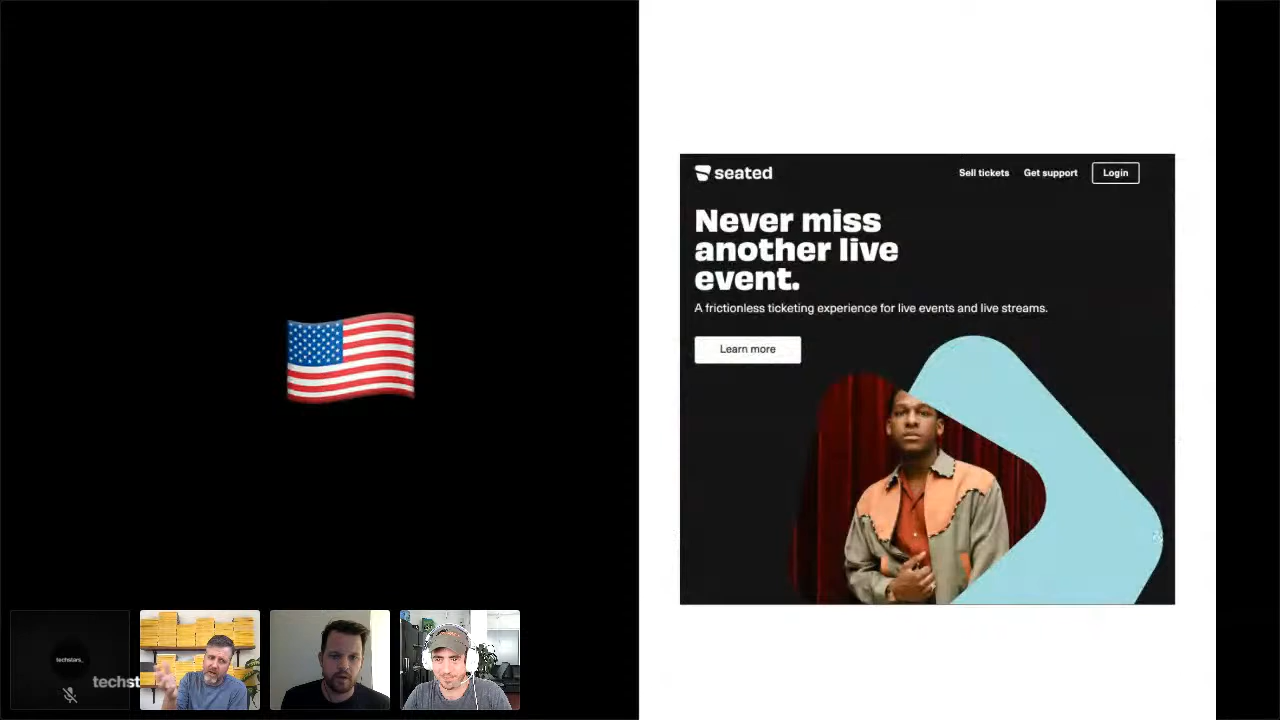 seated
Sell tickets
Get support
Login
Never miss
another live
event.
A frictionless ticketing experience for live events and live streams.
Learn more
techstars_
techst